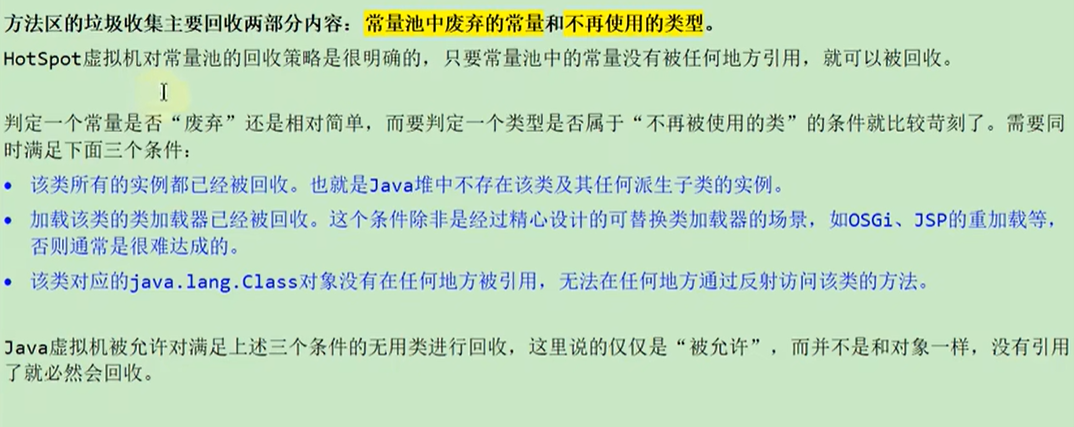 方法区的垃圾收集主要回收两部分内容：常量池中废弃的常量和不再使用的类型。
HotSpot虚拟机对常量池的回收策略是很明确的，只要常量池中的常量没有被任何地方引用，就可以被回收。
判定一个常量是否“废弃”还是相对简单，而要判定一个类型是否属于“不再被使用的类”的条件就比较苛刻了。需要同
时满足下面三个条件：
• 该类所有的实例都已经被回收。也就是Java堆中不存在该类及其任何派生子类的实例。
• 加载该类的类加载器已经被回收。这个条件除非是经过精心设计的可替换类加载器的场景，如OSGi、JSP的重加载等，
否则通常是很难达成的。
• 该类对应的java.lang.Class对象没有在任何地方被引用，无法在任何地方通过反射访问该类的方法。
Java虚拟机被允许对满足上述三个条件的无用类进行回收，这里说的仅仅是“被允许”，而并不是和对象一样，没有引用
了就必然会回收。